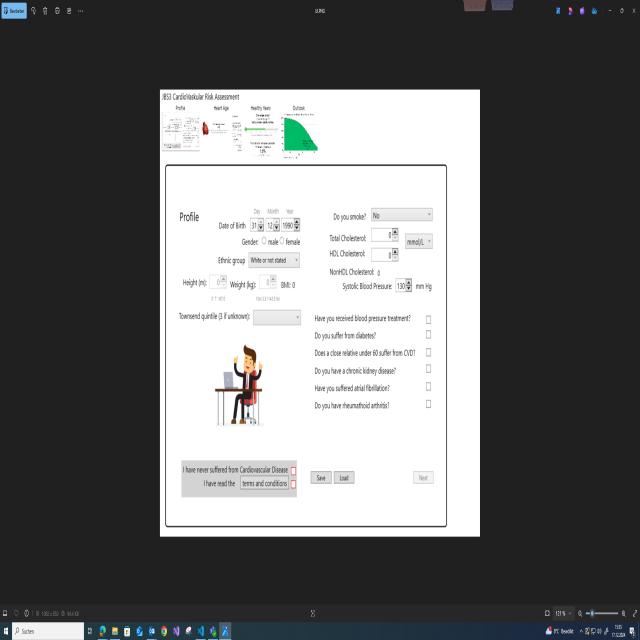 Bearbeiten
JBS3 CardioVaskular Risk Assessment
Profile Heart Age Healthy Years Outlook
Profile
Day Month Year
Date of Birth 31 12 1990
Gender: male female
Ethnic group White or not stated
Height (m): 0 Weight (kg): 0 BMI: 0
Townsend quintile (3 if unknown):
Do you smoke? No
Total Cholesterol: 0 mmol/L
HDL Cholesterol: 0
NonHDL Cholesterol: 0
Systolic Blood Pressure: 130 mm Hg
Have you received blood pressure treatment?
Do you suffer from diabetes?
Does a close relative under 60 suffer from CVD?
Do you have a chronic kidney disease?
Have you suffered atrial fibrillation?
Do you have rheumathoid arthritis?
I have never suffered from Cardiovascular Disease
I have read the terms and conditions
Save Load Next
Suchen